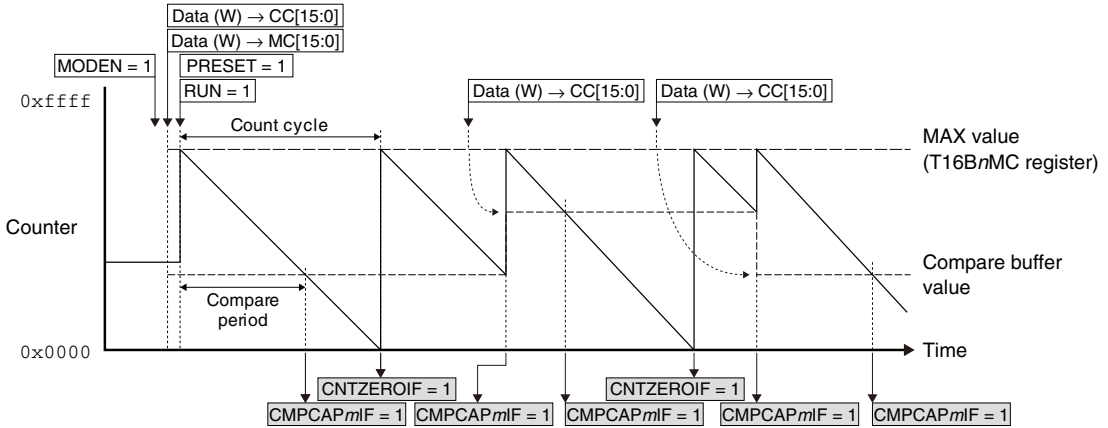 Data (W) → CC[15:0]
Data (W) → MC[15:0]
MODEN = 1
PRESET = 1
RUN = 1
Data (W) → CC[15:0]
Data (W) → CC[15:0]
0xffff
Count cycle
MAX value
(T16BnMC register)
Counter
Compare
period
Compare buffer
value
0x0000
Time
CNTZEROIF = 1
CNTZEROIF = 1
CMPCAPmIF = 1
CMPCAPmIF = 1
CMPCAPmIF = 1
CMPCAPmIF = 1
CMPCAPmIF = 1